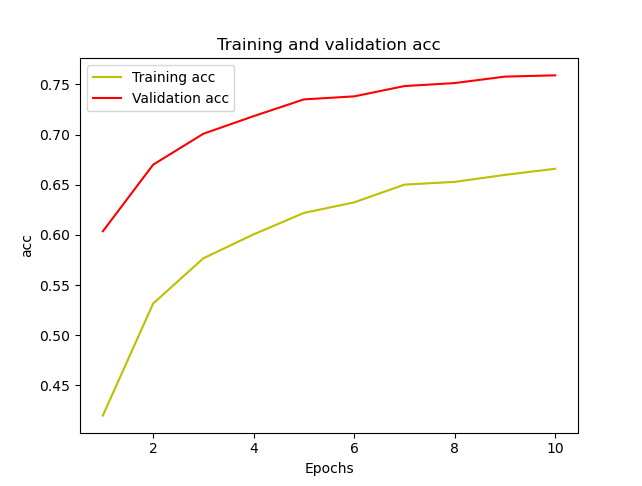 Training and validation acc
Training acc
Validation acc
acc
0.75
0.70
0.65
0.60
0.55
0.50
0.45
2 4 6 8 10
Epochs